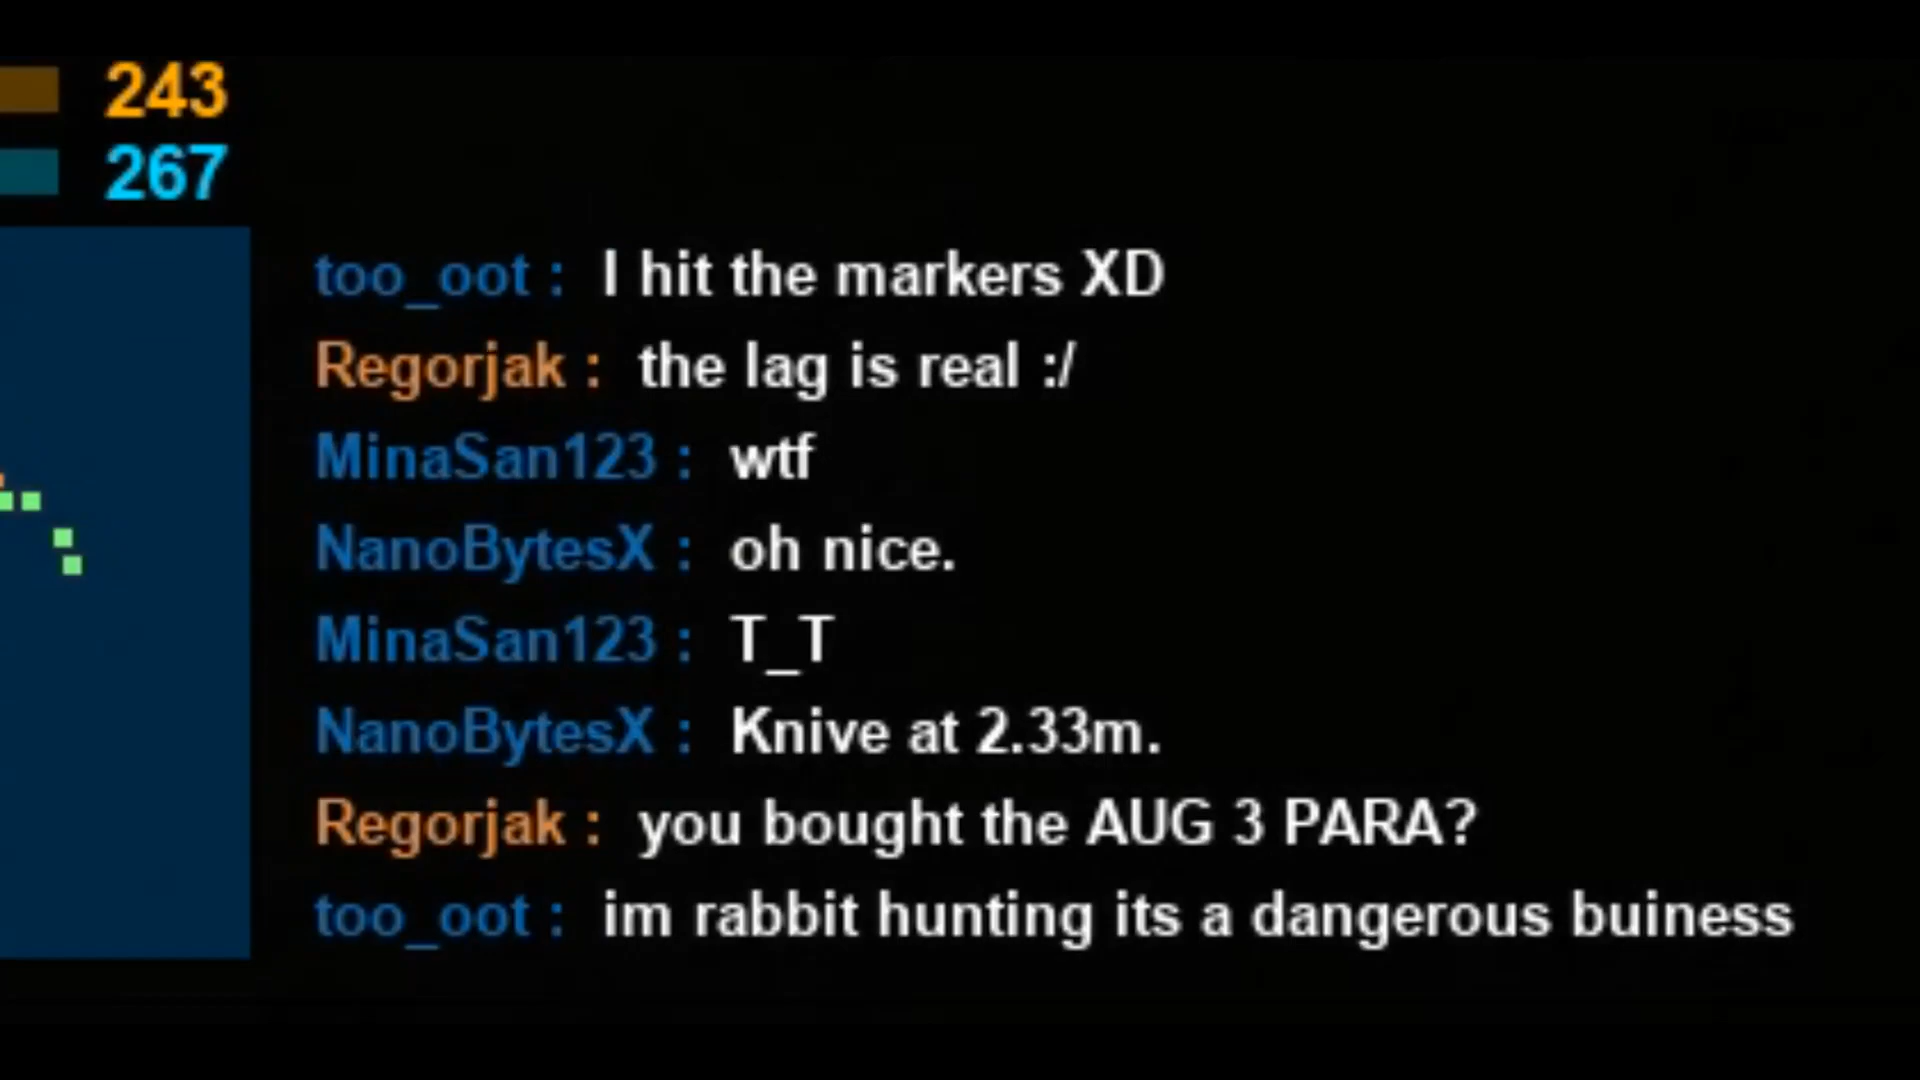 243
267
too_oot : I hit the markers XD
Regorjak : the lag is real :/
MinaSan123 : wtf
NanoBytesX : oh nice.
MinaSan123 : T_T
NanoBytesX : Knive at 2.33m.
Regorjak : you bought the AUG 3 PARA?
too_oot : im rabbit hunting its a dangerous buiness